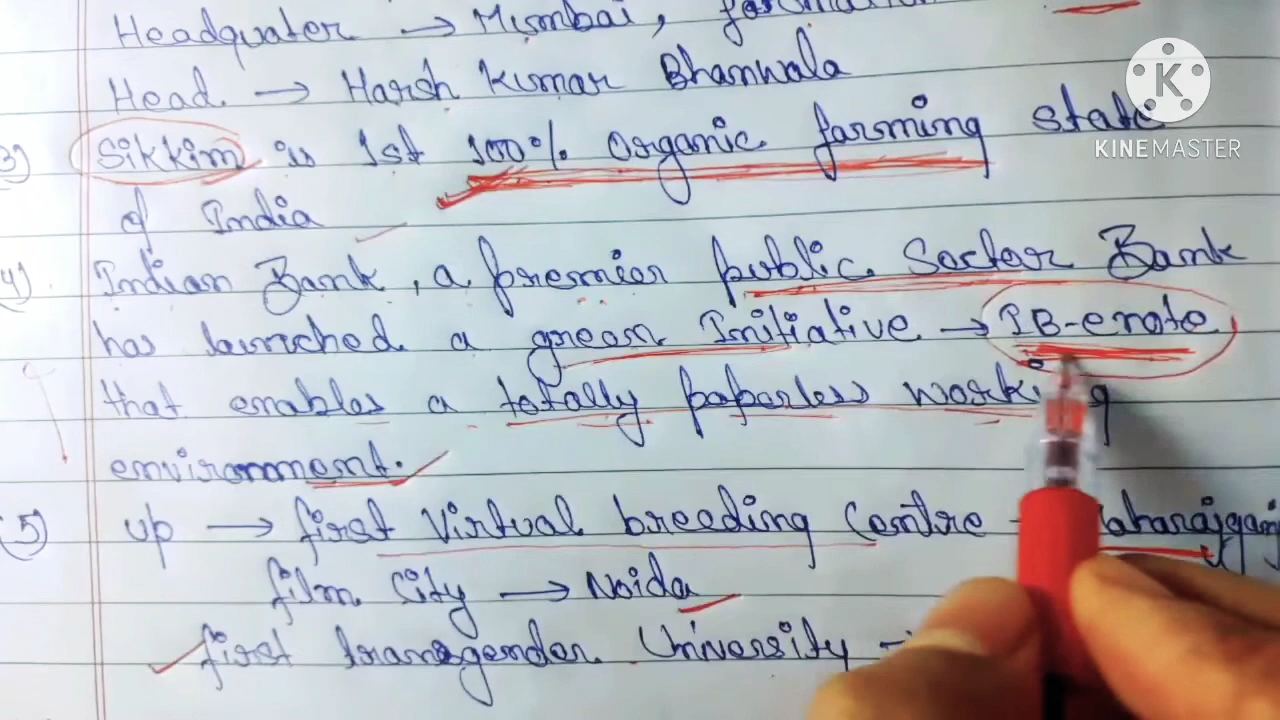 Headquater → Mumbai,
Head → Harsh Kumar Bhanwala
KINEMASTER
3) Sikkim is 1st 100% organic farming state
of India
4) Indian Bank, a premier public Sector Bank
has launched a green Initiative → IB-enote
that enables a totally paperless working
environment.
(5) UP → first Virtual breeding Centre →
film City → Noida
first transgender University →